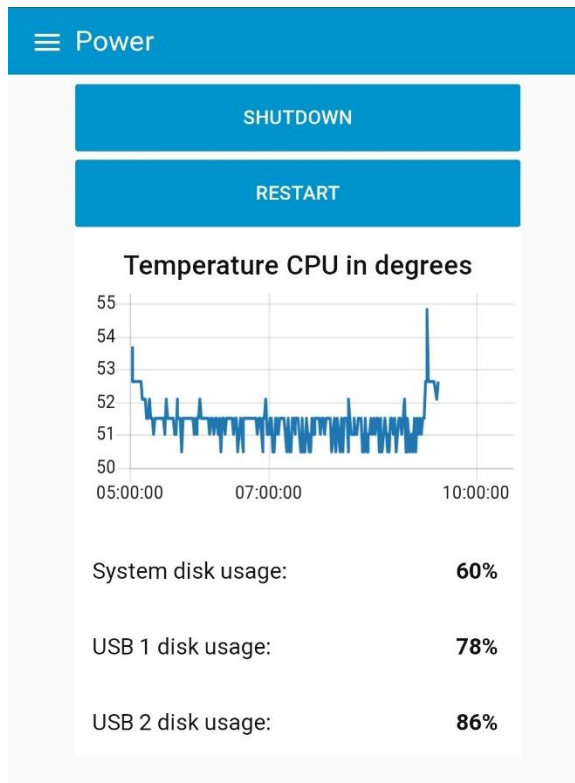 Power
SHUTDOWN
RESTART
Temperature CPU in degrees
55
54
53
52
51
50
05:00:00 07:00:00 10:00:00
System disk usage: 60%
USB 1 disk usage: 78%
USB 2 disk usage: 86%